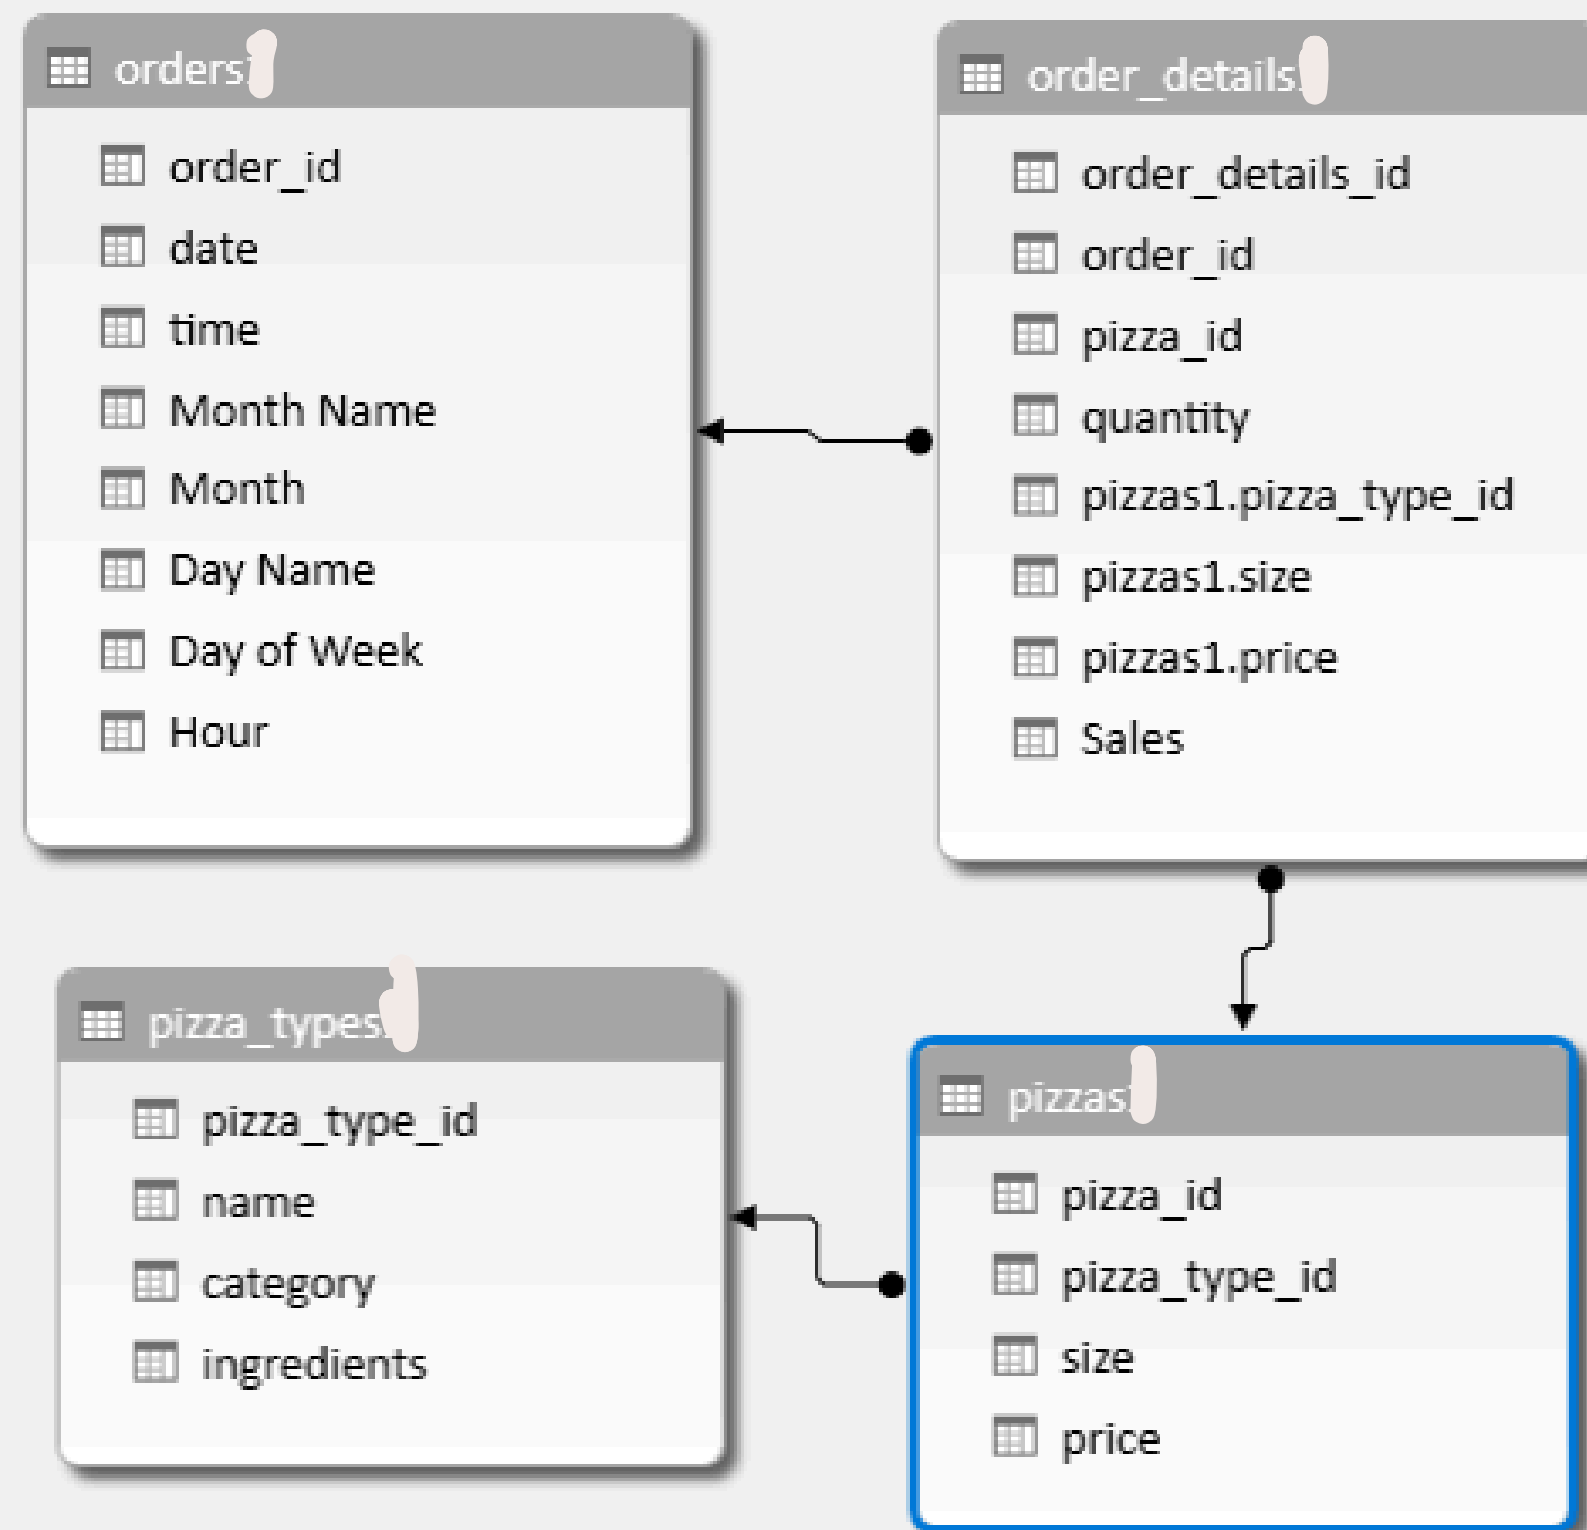 orders
order_id
date
time
Month Name
Month
Day Name
Day of Week
Hour
order_details
order_details_id
order_id
pizza_id
quantity
pizzas1.pizza_type_id
pizzas1.size
pizzas1.price
Sales
pizza_types
pizza_type_id
name
category
ingredients
pizzas
pizza_id
pizza_type_id
size
price